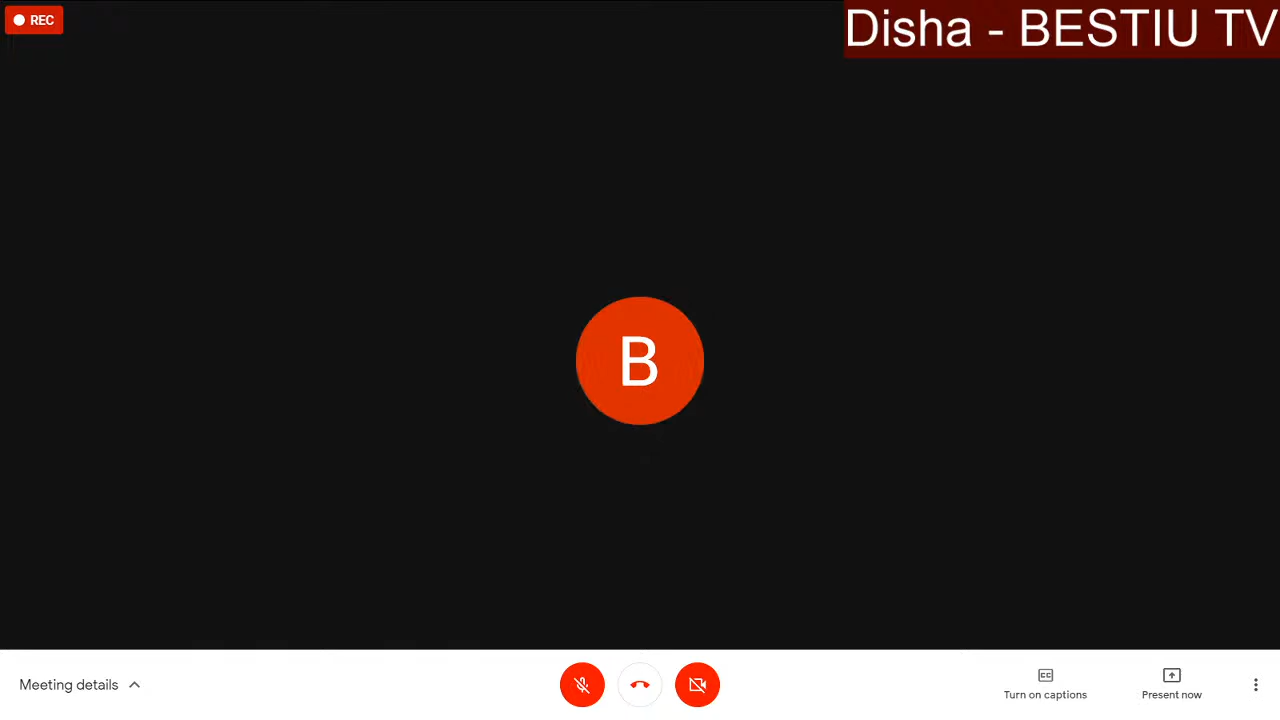 REC
Disha - BESTIU TV
B
Meeting details
Turn on captions
Present now